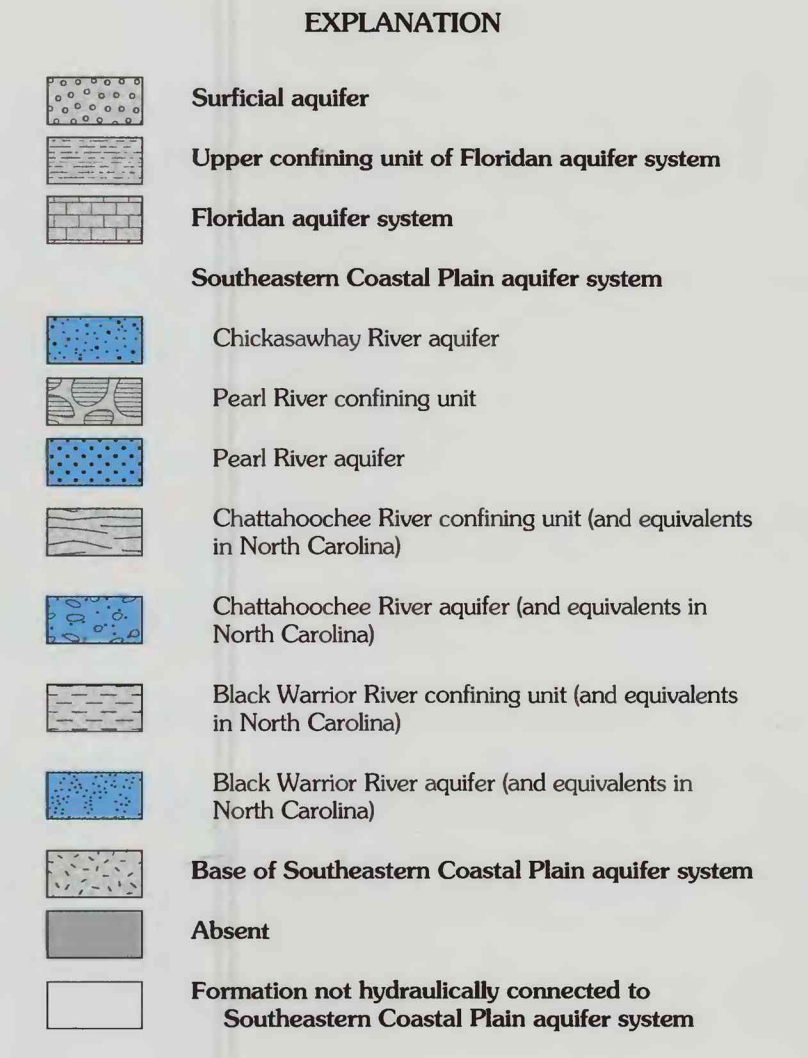 EXPLANATION
Surficial aquifer
Upper confining unit of Floridan aquifer system
Floridan aquifer system
Southeastern Coastal Plain aquifer system
Chickasawhay River aquifer
Pearl River confining unit
Pearl River aquifer
Chattahoochee River confining unit (and equivalents
in North Carolina)
Chattahoochee River aquifer (and equivalents in
North Carolina)
Black Warrior River confining unit (and equivalents
in North Carolina)
Black Warrior River aquifer (and equivalents in
North Carolina)
Base of Southeastern Coastal Plain aquifer system
Absent
Formation not hydraulically connected to
Southeastern Coastal Plain aquifer system